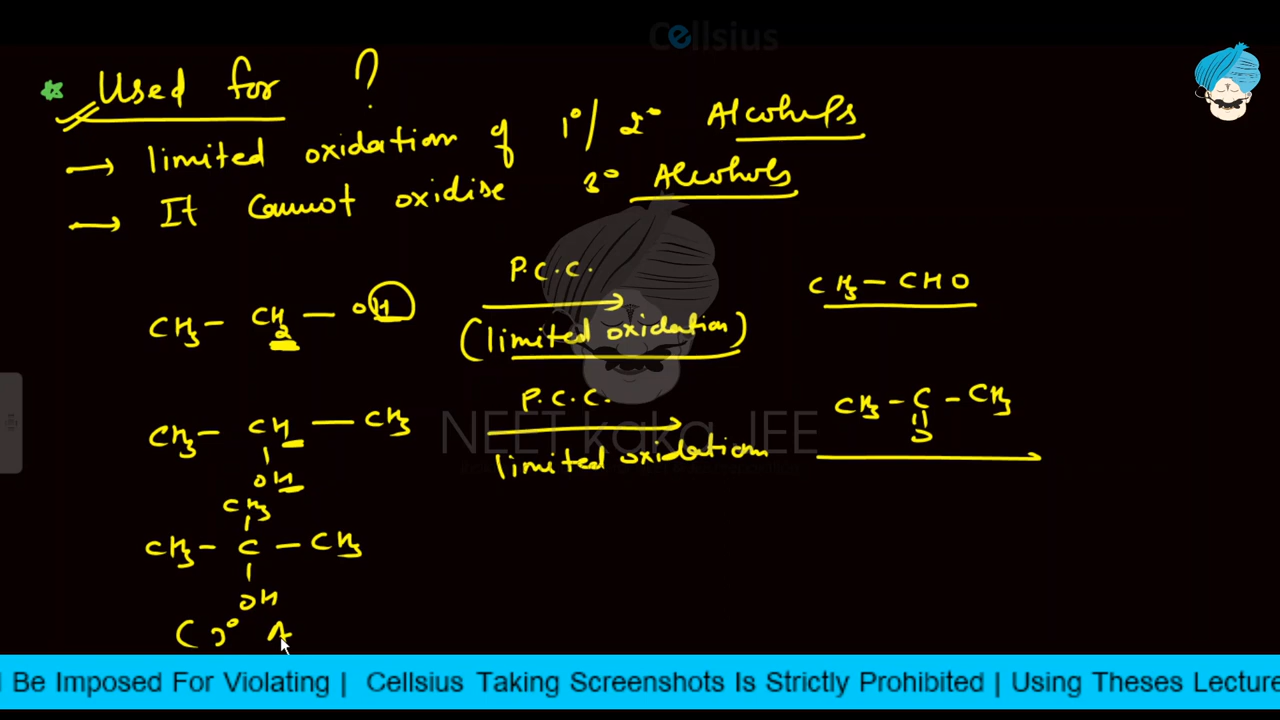 Cellsius
Used for ?
→ limited oxidation of 1°/2° Alcohols
→ It cannot oxidise 3° Alcohols
CH3 – CH2 — OH P.C.C. (limited oxidation) CH3 – CHO
CH3 – CH — CH3 P.C.C. limited oxidation CH3 – C – CH3
OH O
CH3
CH3 – C – CH3
OH
(3° A
NEET kaka JEE
l Be Imposed For Violating | Cellsius Taking Screenshots Is Strictly Prohibited | Using Theses Lecture